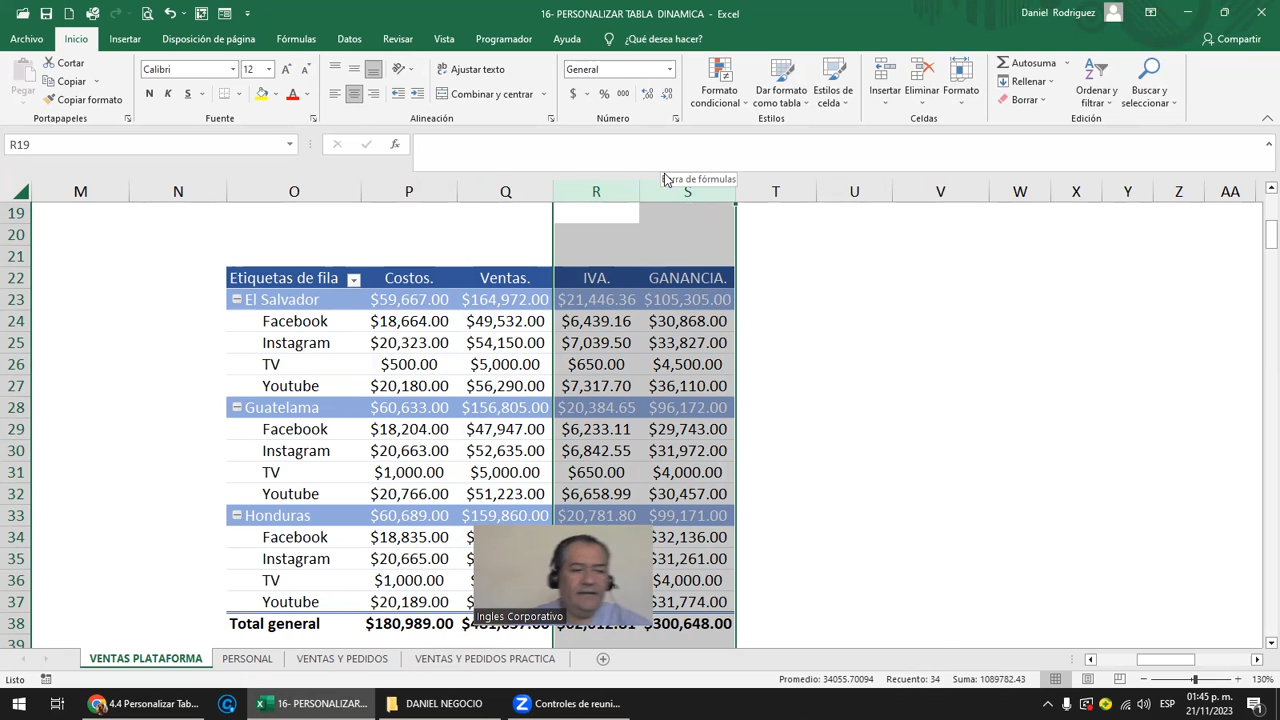 16- PERSONALIZAR TABLA  DINAMICA - Excel
Daniel Rodriguez
Archivo Inicio Insertar Disposición de página Fórmulas Datos Revisar Vista Programador Ayuda ¿Qué desea hacer? Compartir
Pegar
Cortar
Copiar
Copiar formato
Portapapeles
Calibri 12
N K S
Fuente
Ajustar texto
Combinar y centrar
Alineación
General
$ % 000
Número
Formato condicional
Dar formato como tabla
Estilos de celda
Estilos
Insertar Eliminar Formato
Celdas
Autosuma
Rellenar
Borrar
Ordenar y filtrar
Buscar y seleccionar
Edición
R19 fx
M N O P Q R S T U V W X Y Z AA
19
20
21
22 Etiquetas de fila Costos. Ventas. IVA. GANANCIA.
23 El Salvador $59,667.00 $164,972.00 $21,446.36 $105,305.00
24 Facebook $18,664.00 $49,532.00 $6,439.16 $30,868.00
25 Instagram $20,323.00 $54,150.00 $7,039.50 $33,827.00
26 TV $500.00 $5,000.00 $650.00 $4,500.00
27 Youtube $20,180.00 $56,290.00 $7,317.70 $36,110.00
28 Guatelama $60,633.00 $156,805.00 $20,384.65 $96,172.00
29 Facebook $18,204.00 $47,947.00 $6,233.11 $29,743.00
30 Instagram $20,663.00 $52,635.00 $6,842.55 $31,972.00
31 TV $1,000.00 $5,000.00 $650.00 $4,000.00
32 Youtube $20,766.00 $51,223.00 $6,658.99 $30,457.00
33 Honduras $60,689.00 $159,860.00 $20,781.80 $99,171.00
34 Facebook $18,835.00 $32,136.00
35 Instagram $20,665.00 $31,261.00
36 TV $1,000.00 $4,000.00
37 Youtube $20,189.00 $31,774.00
38 Total general $180,989.00 $300,648.00
39
Ingles Corporativo
VENTAS PLATAFORMA PERSONAL VENTAS Y PEDIDOS VENTAS Y PEDIDOS PRACTICA
Listo Promedio: 34055.70094 Recuento: 34 Suma: 1089782.43 130%
4.4 Personalizar Tab... 16- PERSONALIZAR... DANIEL NEGOCIO Controles de reuni...
ESP
01:45 p. m.
21/11/2023